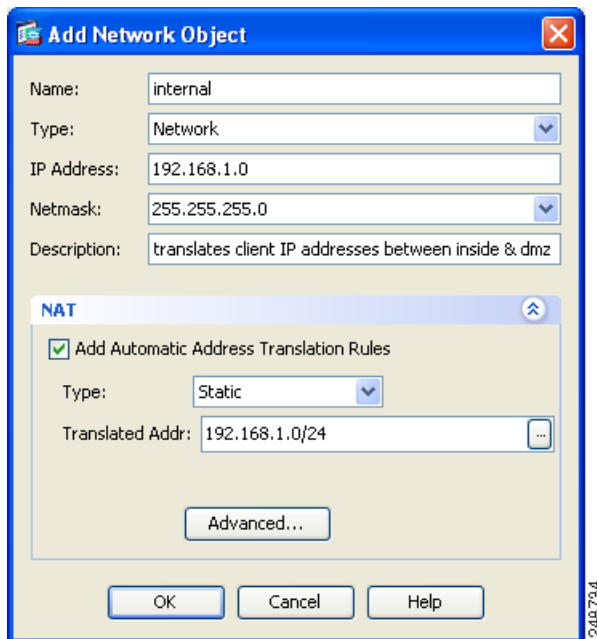 Add Network Object
Name: internal
Type: Network
IP Address: 192.168.1.0
Netmask: 255.255.255.0
Description: translates client IP addresses between inside & dmz
NAT
Add Automatic Address Translation Rules
Type: Static
Translated Addr: 192.168.1.0/24 ...
Advanced...
OK Cancel Help
248794